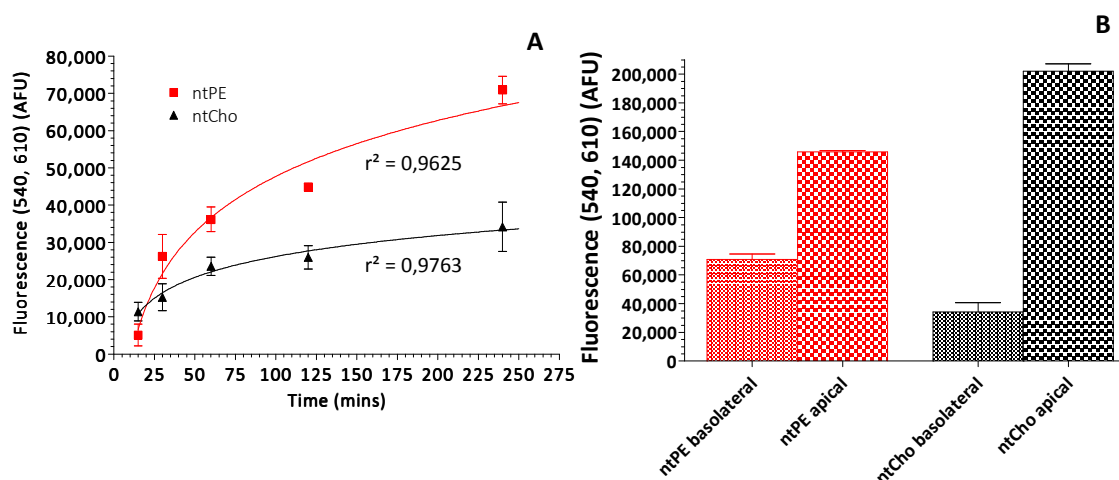 A
Fluorescence (540, 610) (AFU)
80,000
70,000
60,000
50,000
40,000
30,000
20,000
10,000
0
ntPE
ntCho
r² = 0,9625
r² = 0,9763
0 25 50 75 100 125 150 175 200 225 250 275
Time (mins)
B
Fluorescence (540, 610) (AFU)
200,000
180,000
160,000
140,000
120,000
100,000
80,000
60,000
40,000
20,000
0
ntPE basolateral
ntPE apical
ntCho basolateral
ntCho apical